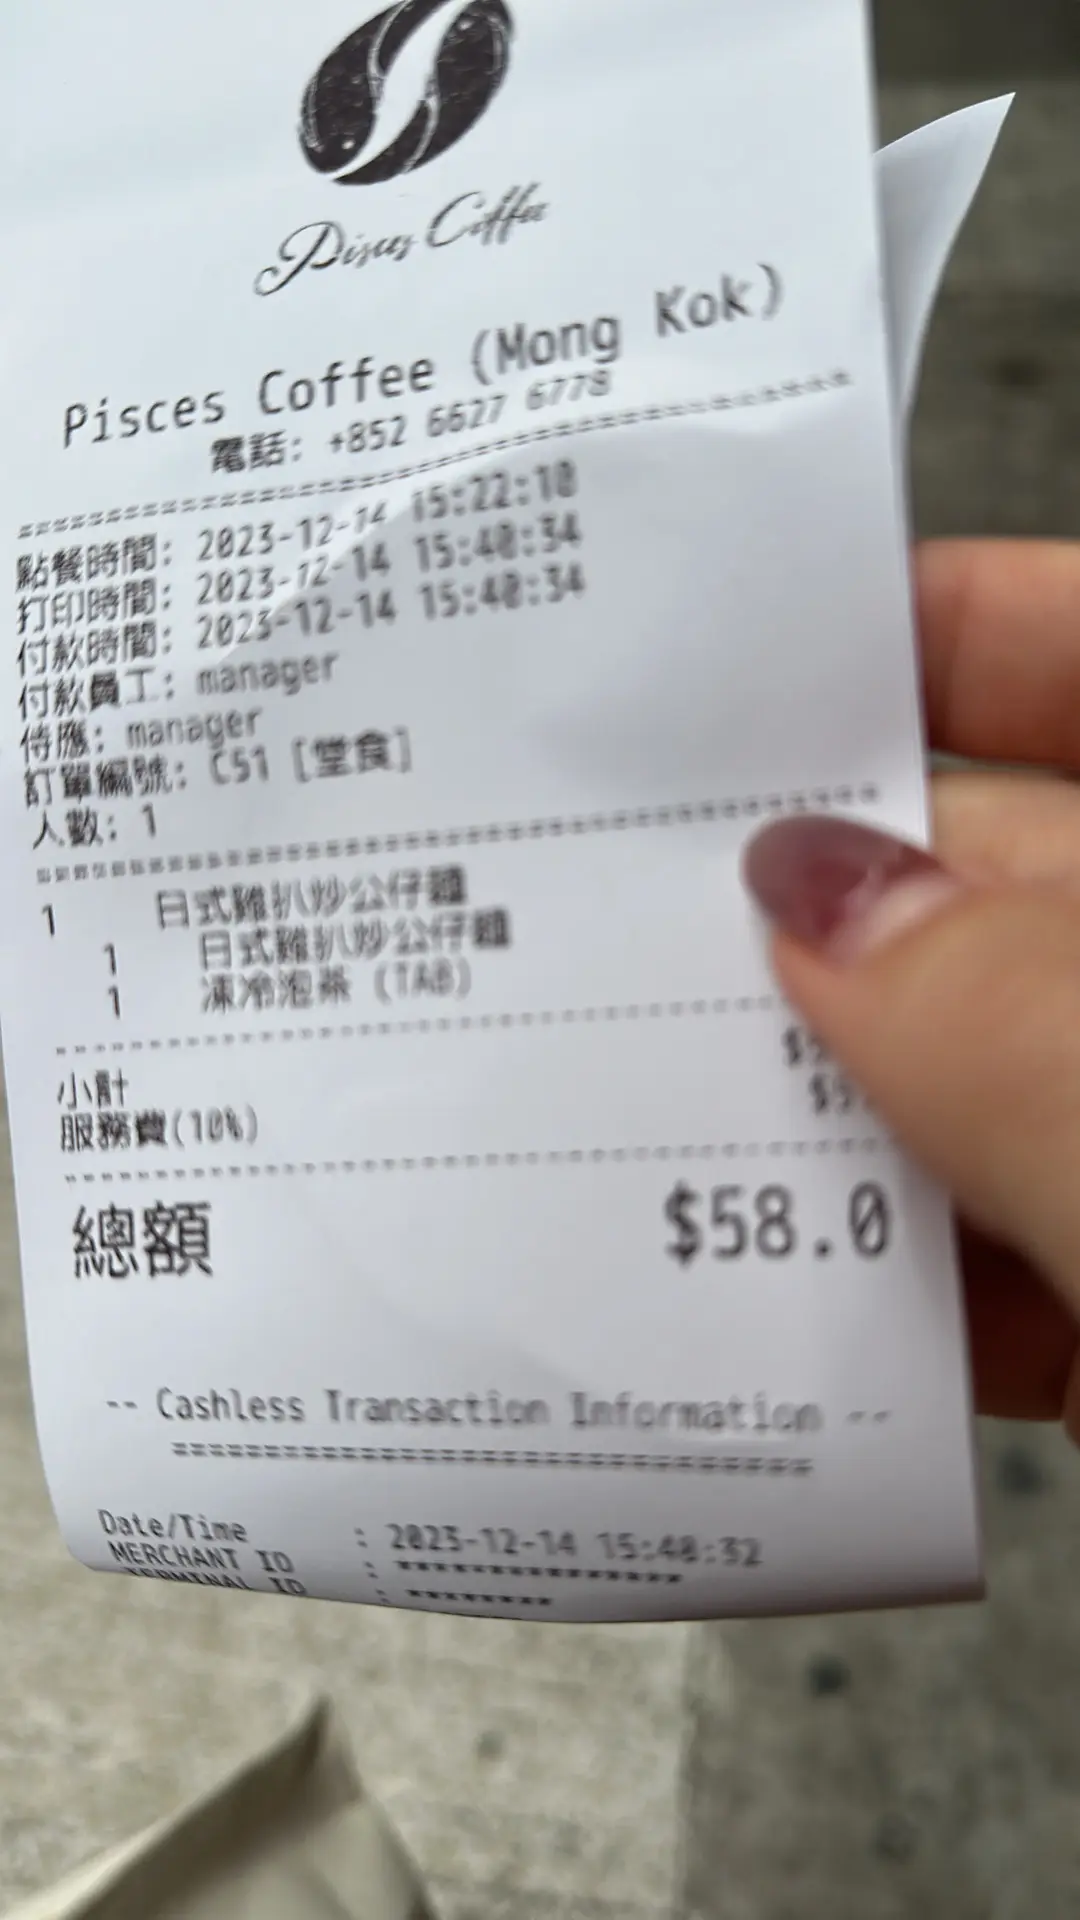 Pisces Coffee
Pisces Coffee (Mong Kok)
電話: +852 6627 6778
點餐時間: 2023-12-14 15:22:10
打印時間: 2023-12-14 15:40:34
付款時間: 2023-12-14 15:40:34
付款員工: manager
侍應: manager
訂單編號: C51 [堂食]
人數: 1
1 日式雞扒炒公仔麵
1 日式雞扒炒公仔麵
1 凍冷泡茶 (TAB)
小計 $5
服務費(10%) $5
總額 $58.0
-- Cashless Transaction Information --
Date/Time : 2023-12-14 15:40:32
MERCHANT ID : ***************
TERMINAL ID : ********